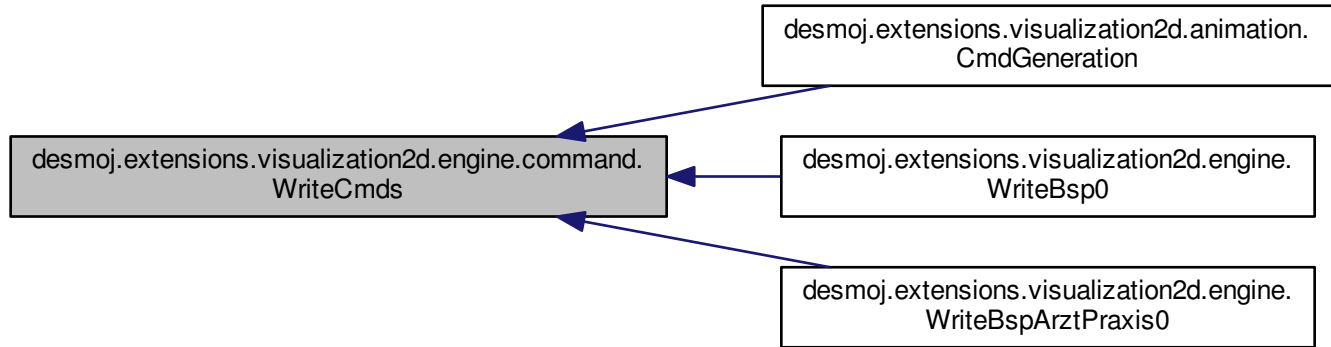 desmoj.extensions.visualization2d.animation.
CmdGeneration
desmoj.extensions.visualization2d.engine.command.
WriteCmds
desmoj.extensions.visualization2d.engine.
WriteBsp0
desmoj.extensions.visualization2d.engine.
WriteBspArztPraxis0